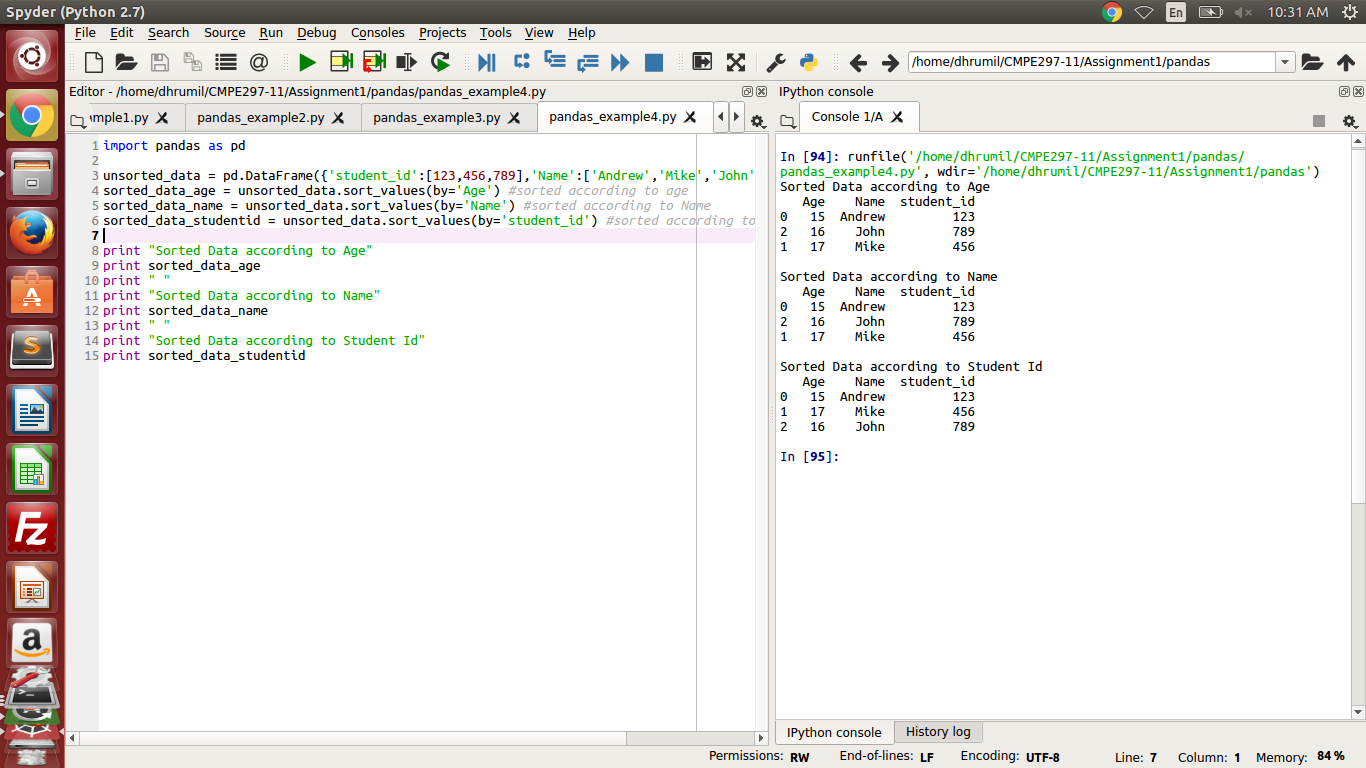 Spyder (Python 2.7)
En
10:31 AM
File Edit Search Source Run Debug Consoles Projects Tools View Help
/home/dhrumil/CMPE297-11/Assignment1/pandas
Editor - /home/dhrumil/CMPE297-11/Assignment1/pandas/pandas_example4.py
mple1.py
pandas_example2.py
pandas_example3.py
pandas_example4.py
1 import pandas as pd
2
3 unsorted_data = pd.DataFrame({'student_id':[123,456,789],'Name':['Andrew','Mike','John'
4 sorted_data_age = unsorted_data.sort_values(by='Age') #sorted according to age
5 sorted_data_name = unsorted_data.sort_values(by='Name') #sorted according to Name
6 sorted_data_studentid = unsorted_data.sort_values(by='student_id') #sorted according to
7
8 print "Sorted Data according to Age"
9 print sorted_data_age
10 print " "
11 print "Sorted Data according to Name"
12 print sorted_data_name
13 print " "
14 print "Sorted Data according to Student Id"
15 print sorted_data_studentid
IPython console
Console 1/A
In [94]: runfile('/home/dhrumil/CMPE297-11/Assignment1/pandas/
pandas_example4.py', wdir='/home/dhrumil/CMPE297-11/Assignment1/pandas')
Sorted Data according to Age
Age Name student_id
0 15 Andrew 123
2 16 John 789
1 17 Mike 456
Sorted Data according to Name
Age Name student_id
0 15 Andrew 123
2 16 John 789
1 17 Mike 456
Sorted Data according to Student Id
Age Name student_id
0 15 Andrew 123
1 17 Mike 456
2 16 John 789
In [95]:
IPython console
History log
Permissions: RW End-of-lines: LF Encoding: UTF-8 Line: 7 Column: 1 Memory: 84 %